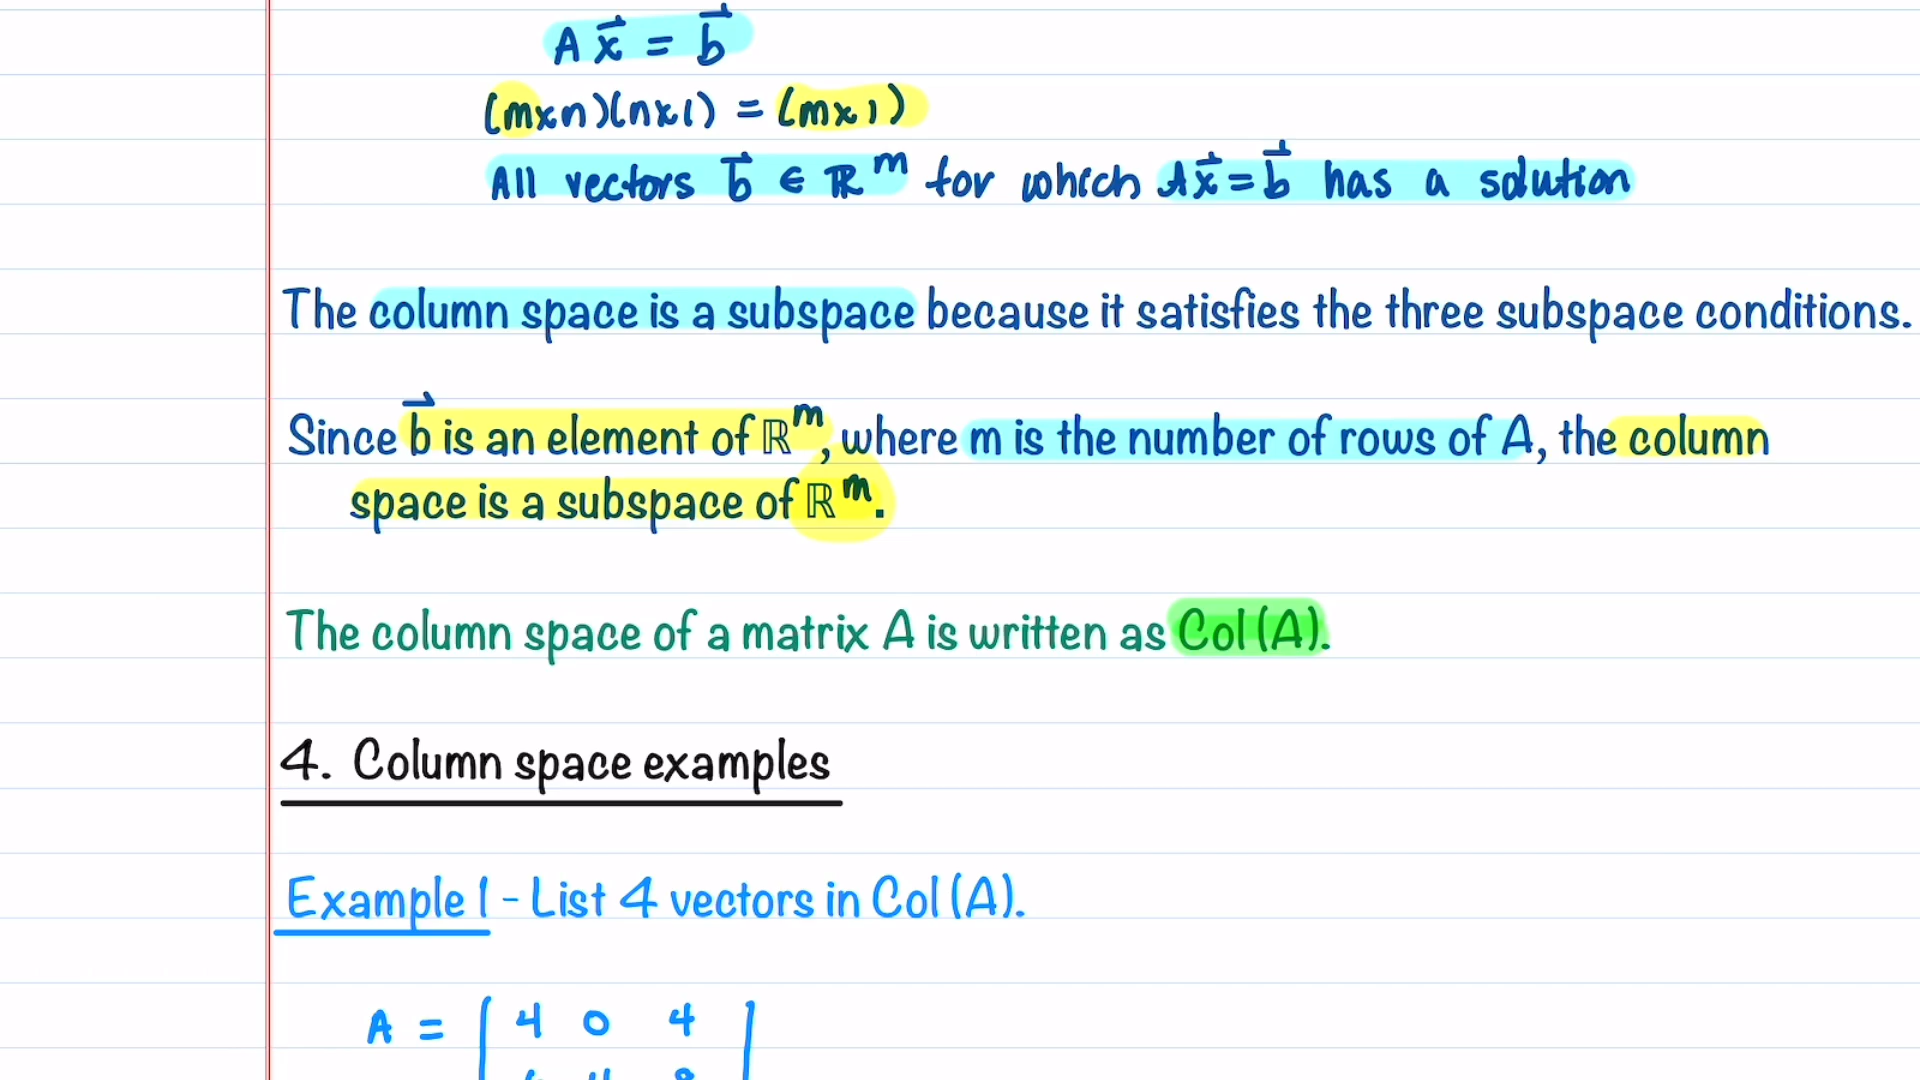 A x⃗ = b⃗
(m×n)(n×1) = (m×1)
All vectors b⃗ ∈ ℝᵐ for which Ax⃗ = b⃗ has a solution
The column space is a subspace because it satisfies the three subspace conditions.
Since b⃗ is an element of ℝᵐ, where m is the number of rows of A, the column
space is a subspace of ℝᵐ.
The column space of a matrix A is written as Col(A).
4. Column space examples
Example 1 - List 4 vectors in Col(A).
A = [ 4 0 4 ]